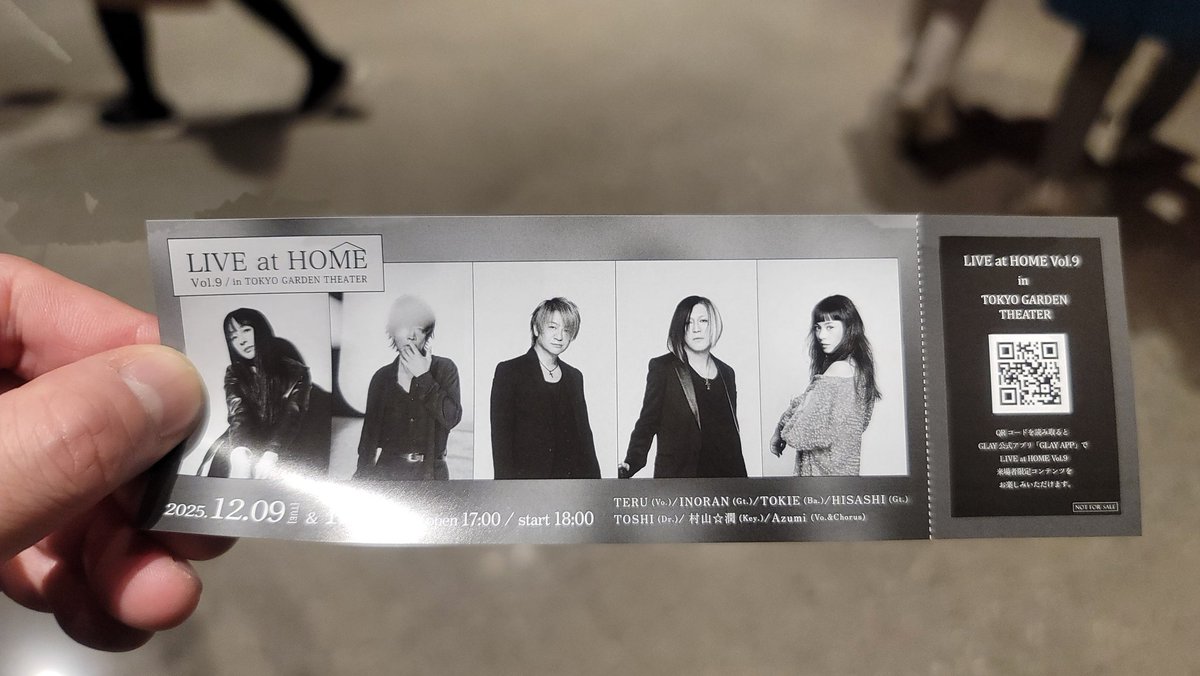 LIVE at HOME
Vol.9 / in TOKYO GARDEN THEATER
2025.12.09 (TUE) &
open 17:00 / start 18:00
TERU (Vo.)/INORAN (Gt.)/TOKIE (Ba.)/HISASHI (Gt.)
TOSHI (Dr.)/ 村山☆潤 (Key.)/Azumi (Vo.&Chorus)
LIVE at HOME Vol.9
in
TOKYO GARDEN
THEATER
QRコードを読み取ると
GLAY公式アプリ「GLAY APP」で
LIVE at HOME Vol.9
来場者限定コンテンツを
お楽しみいただけます。
NOT FOR SALE